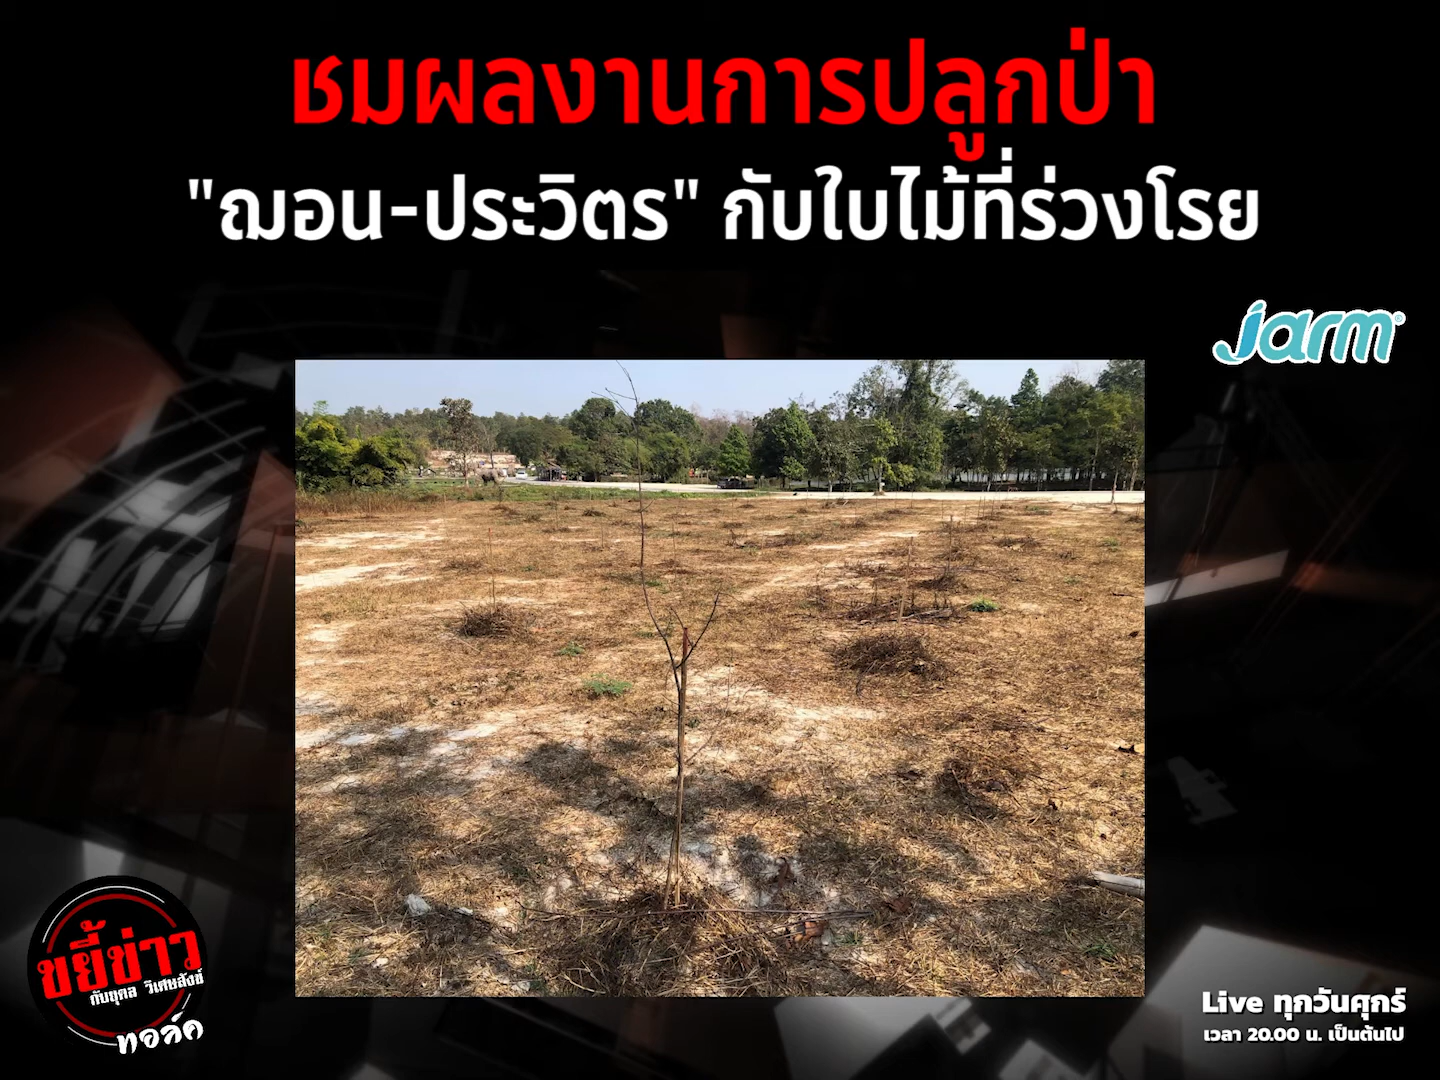 ชมผลงานการปลูกป่า
"ฌอน-ประวิตร" กับใบไม้ที่ร่วงโรย
jarm
ขยี้ข่าว
กับยุคล วิเศษสังข์
ทอล์ค
Live ทุกวันศุกร์
เวลา 20.00 น. เป็นต้นไป